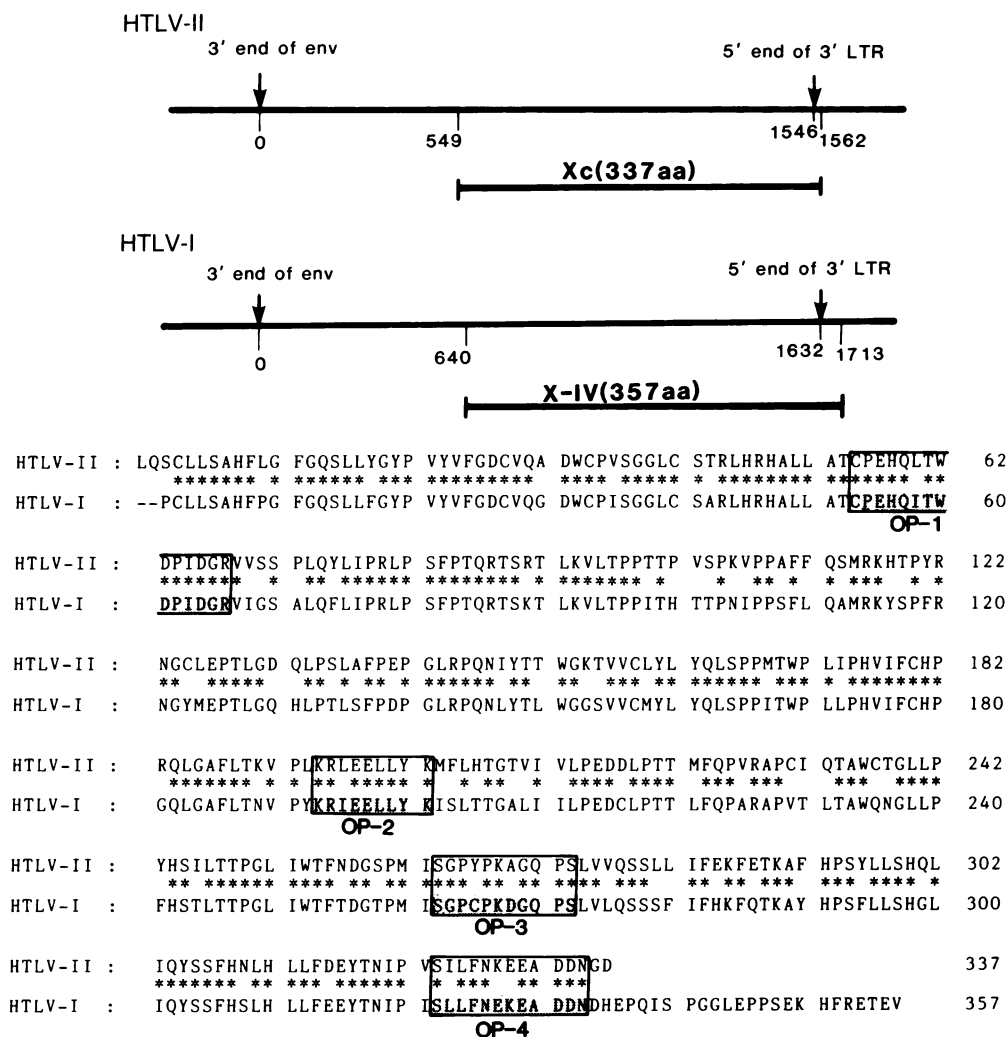 HTLV-II
3' end of env 5' end of 3' LTR
0 549 1546 1562
Xc(337aa)
HTLV-I
3' end of env 5' end of 3' LTR
0 640 1632 1713
X-IV(357aa)
HTLV-II : LQSCLLSAHFLG FGQSLLYGYP VYVFGDCVQA DWCPVSGGLC STRLHRHALL ATCPEHQLTW 62
******* * ****** *** ********* **** ***** * ******** ******* **
HTLV-I : --PCLLSAHFPG FGQSLLFGYP VYVFGDCVQG DWCPISGGLC SARLHRHALL ATCPEHQITW 60
OP-1
HTLV-II : DPIDGRVVSS PLQYLIPRLP SFPTQRTSRT LKVLTPPTTP VSPKVPPAFF QSMRKHTPYR 122
******* * ** ****** ******** * ******* * * *** * *** ** *
HTLV-I : DPIDGRVIGS ALQFLIPRLP SFPTQRTSKT LKVLTPPITH TTPNIPPSFL QAMRKYSPFR 120
HTLV-II : NGCLEPTLGD QLPSLAFPEP GLRPQNIYTT WGKTVVCLYL YQLSPPMTWP LIPHVIFCHP 182
** ***** ** * ** * ****** ** ** *** ** ****** *** * ********
HTLV-I : NGYMEPTLGQ HLPTLSFPDP GLRPQNLYTL WGGSVVCMYL YQLSPPITWP LLPHVIFCHP 180
HTLV-II : RQLGAFLTKV PLKRLEELLY KMFLHTGTVI VLPEDDLPTT MFQPVRAPCI QTAWCTGLLP 242
******* * * ** ***** * * ** * **** **** *** *** *** ****
HTLV-I : GQLGAFLTNV PYKRIEELLY KISLTTGALI ILPEDCLPTT LFQPARAPVT LTAWQNGLLP 240
OP-2
HTLV-II : YHSILTTPGL IWTFNDGSPM ISGPYPKAGQ PSLVVQSSLL IFEKFETKAF HPSYLLSHQL 302
** ****** **** ** ** **** ** ** **** *** ** ** *** *** **** *
HTLV-I : FHSTLTTPGL IWTFTDGTPM ISGPCPKDGQ PSLVLQSSSF IFHKFQTKAY HPSFLLSHGL 300
OP-3
HTLV-II : IQYSSFHNLH LLFDEYTNIP VSILFNKEEA DDNGD 337
******* ** *** ****** * *** ** ***
HTLV-I : IQYSSFHSLH LLFEEYTNIP ISLLFNEKEA DDNDHEPQIS PGGLEPPSEK HFRETEV 357
OP-4